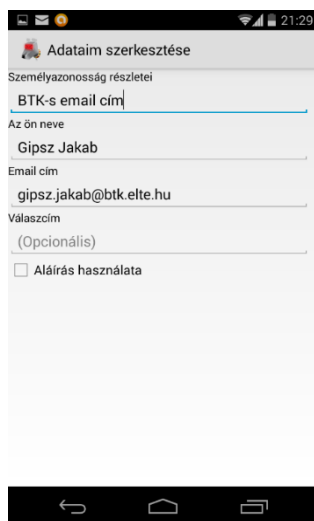 21:29
Adataim szerkesztése
Személyazonosság részletei
BTK-s email cím
Az ön neve
Gipsz Jakab
Email cím
gipsz.jakab@btk.elte.hu
Válaszcím
(Opcionális)
Aláírás használata